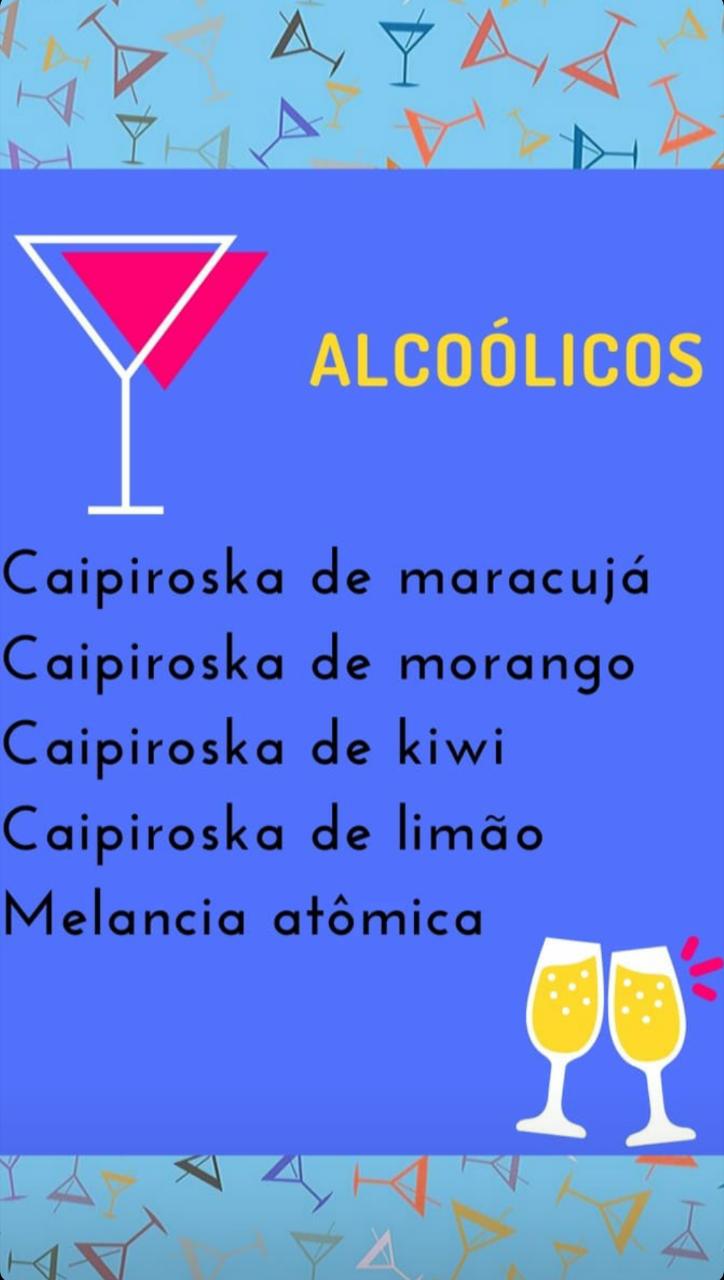 ALCOÓLICOS
Caipiroska de maracujá
Caipiroska de morango
Caipiroska de kiwi
Caipiroska de limão
Melancia atômica